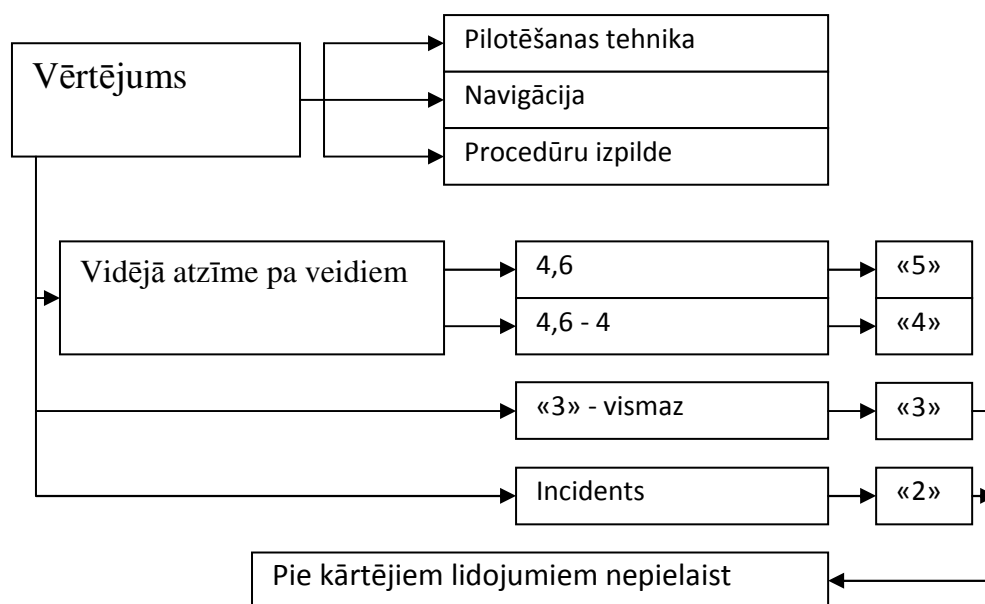 Vērtējums
Pilotēšanas tehnika
Navigācija
Procedūru izpilde
Vidējā atzīme pa veidiem
4,6
«5»
4,6 - 4
«4»
«3» - vismaz
«3»
Incidents
«2»
Pie kārtējiem lidojumiem nepielaist